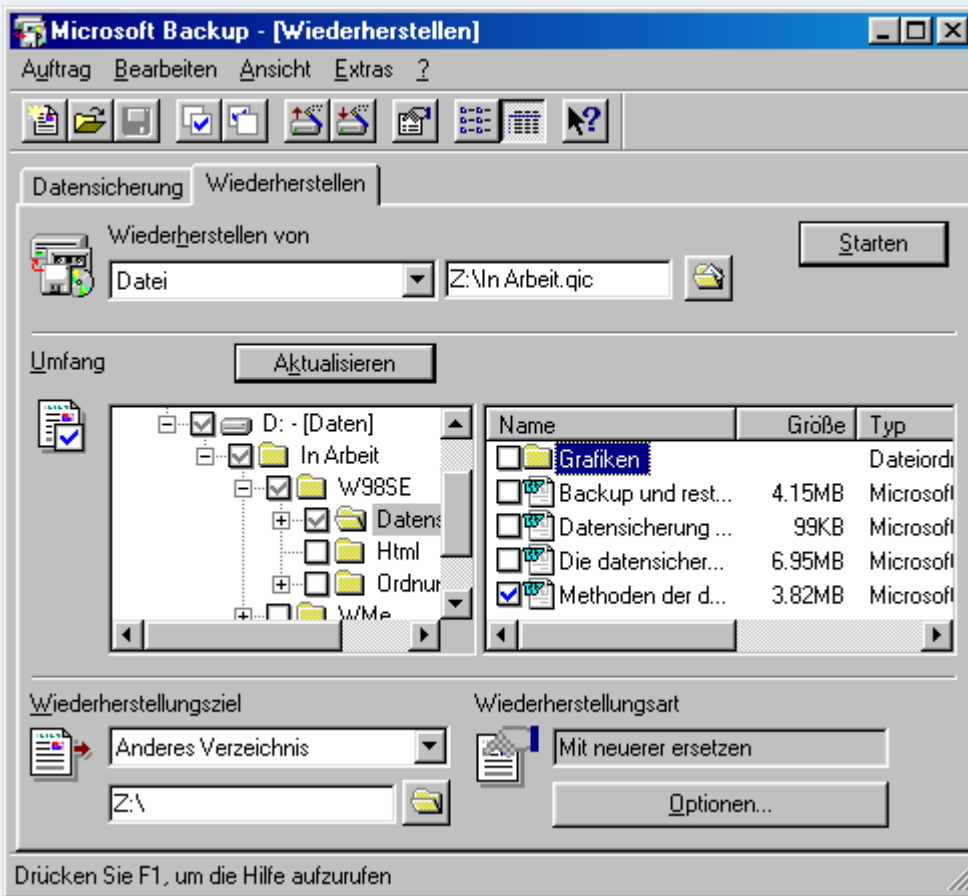 Microsoft Backup - [Wiederherstellen]
Auftrag Bearbeiten Ansicht Extras ?
Datensicherung Wiederherstellen
Wiederherstellen von
Starten
Datei Z:\In Arbeit.qic
Umfang Aktualisieren
D: - [Daten]
In Arbeit
W98SE
Datens
Html
Ordnur
WMe
Name Größe Typ
Grafiken Dateiord
Backup und rest... 4.15MB Microsoft
Datensicherung ... 99KB Microsoft
Die datensicher... 6.95MB Microsoft
Methoden der d... 3.82MB Microsoft
Wiederherstellungsziel
Anderes Verzeichnis
Z:\
Wiederherstellungsart
Mit neuerer ersetzen
Optionen...
Drücken Sie F1, um die Hilfe aufzurufen